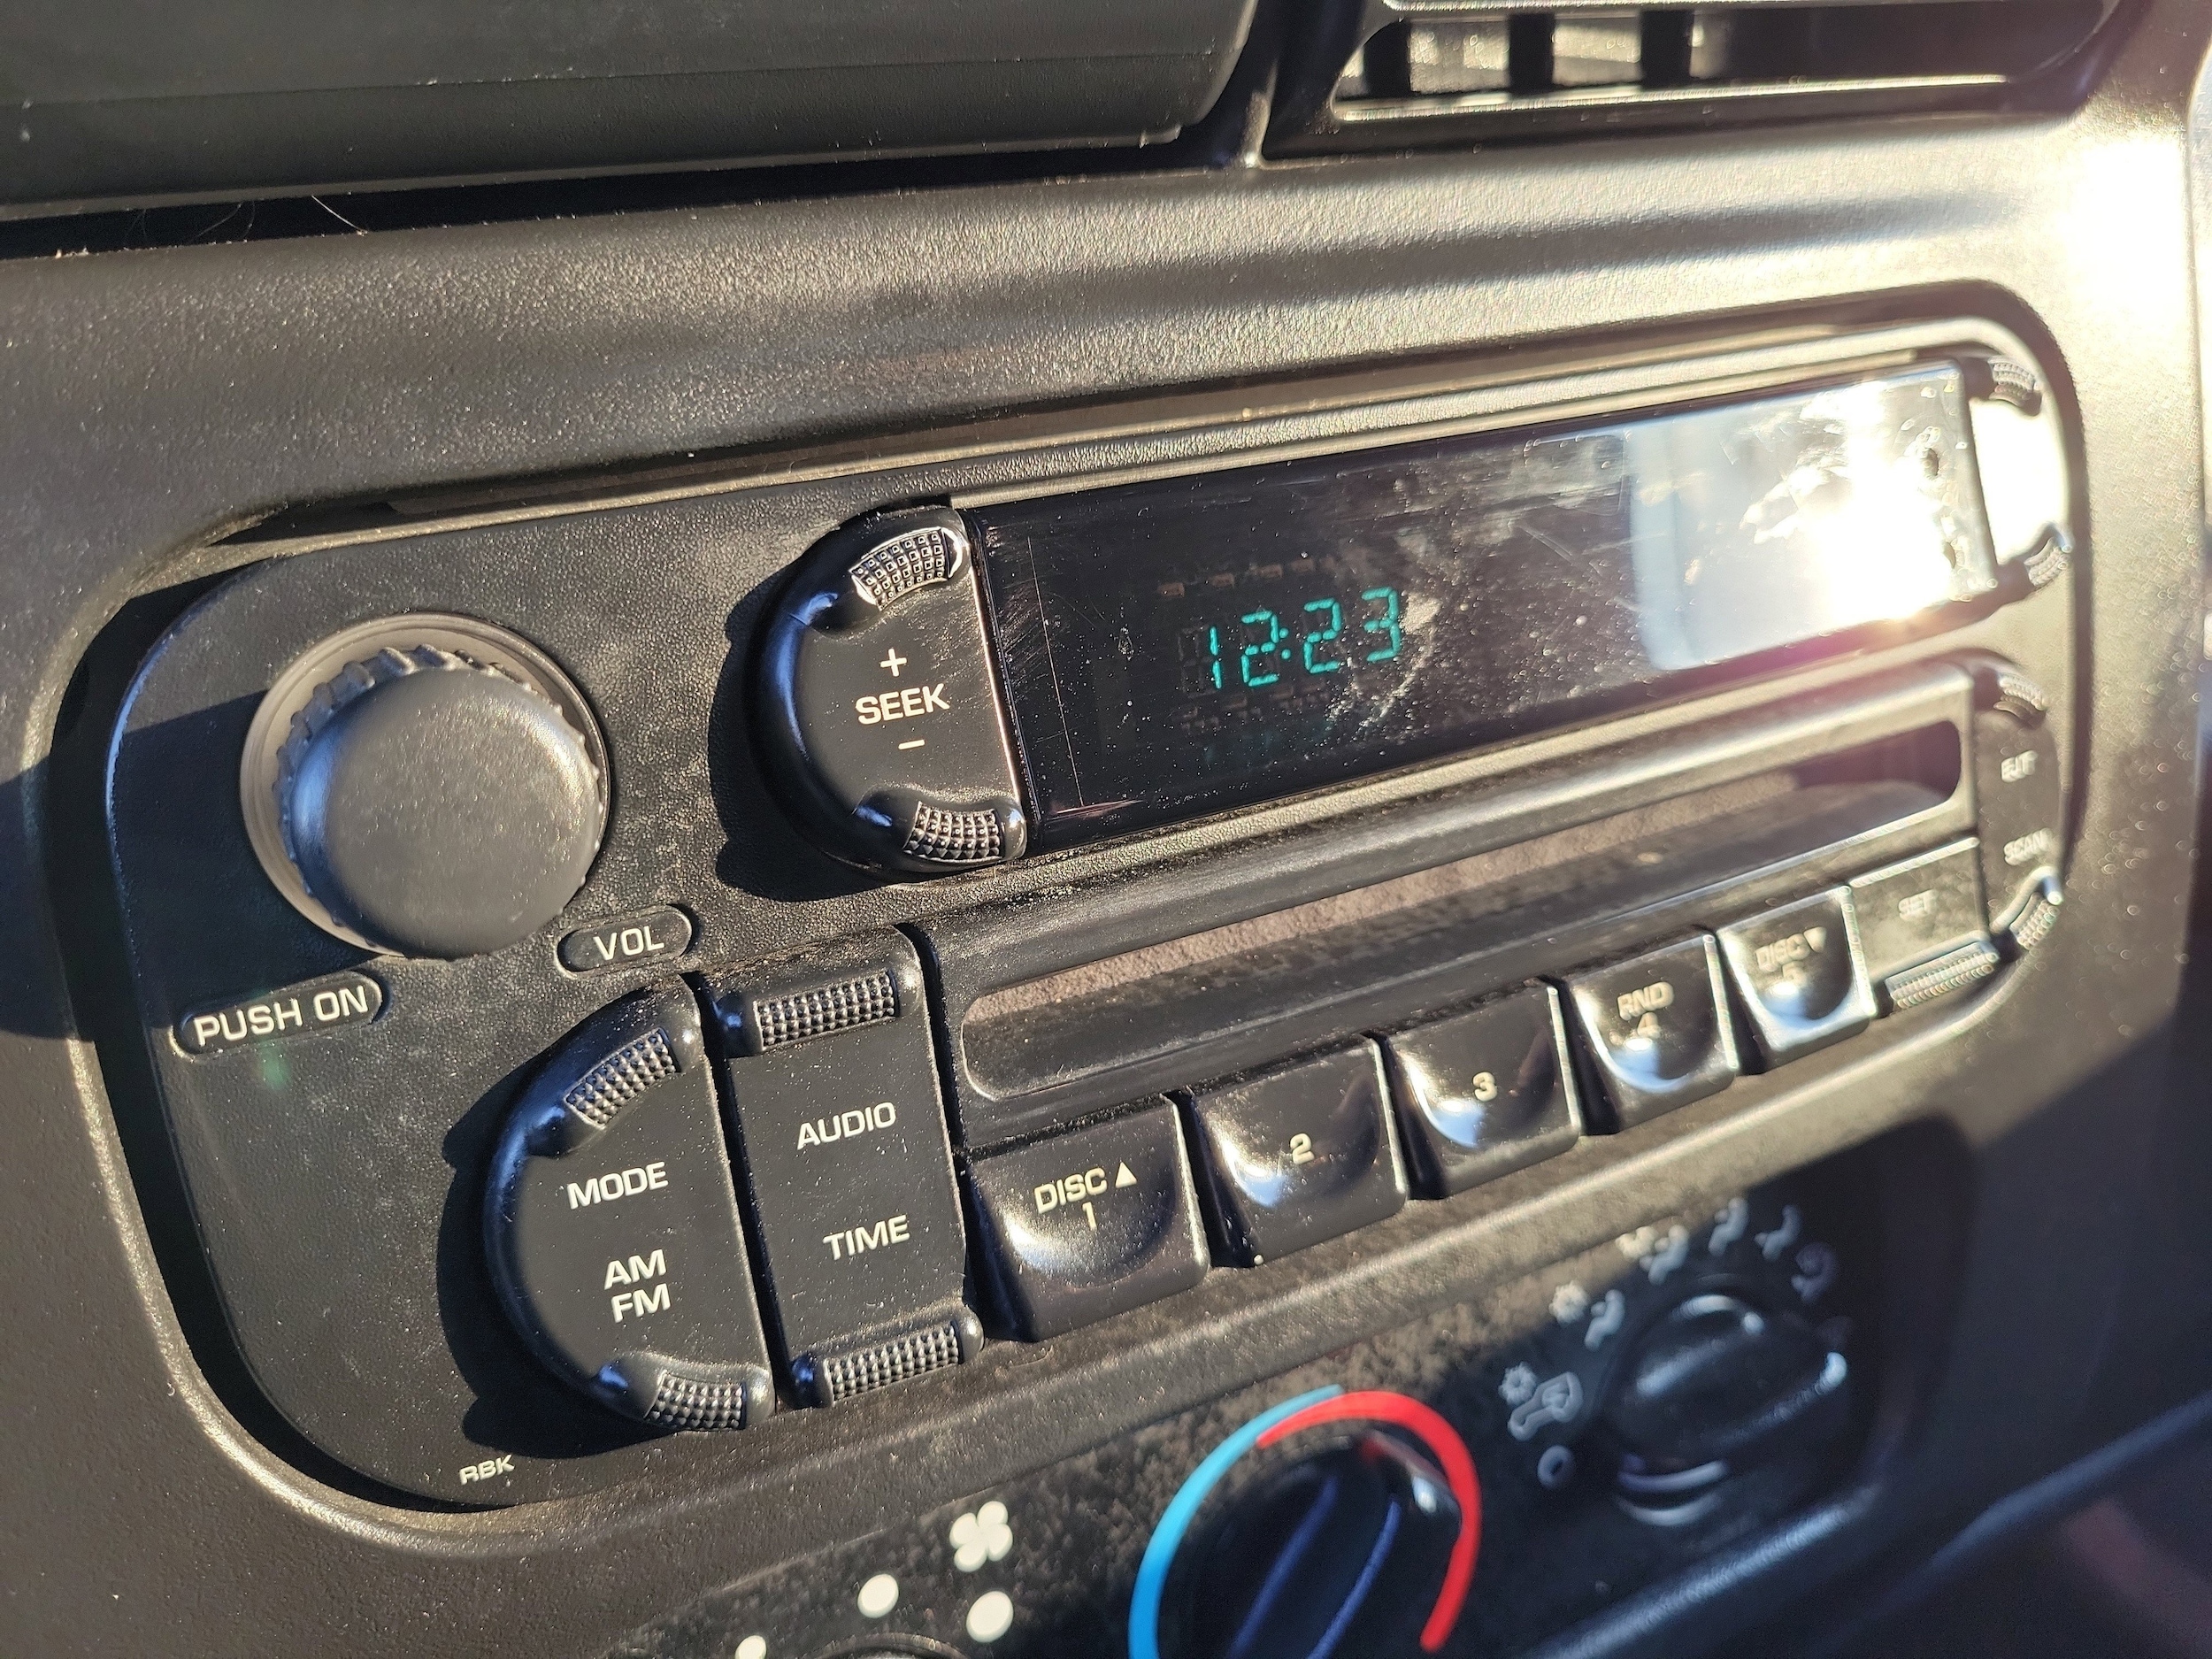 12:23
+
SEEK
-
VOL
PUSH ON
EJT
SCAN
SET
DISC▼
5
RND
4
3
2
DISC▲
1
AUDIO
TIME
MODE
AM
FM
RBK